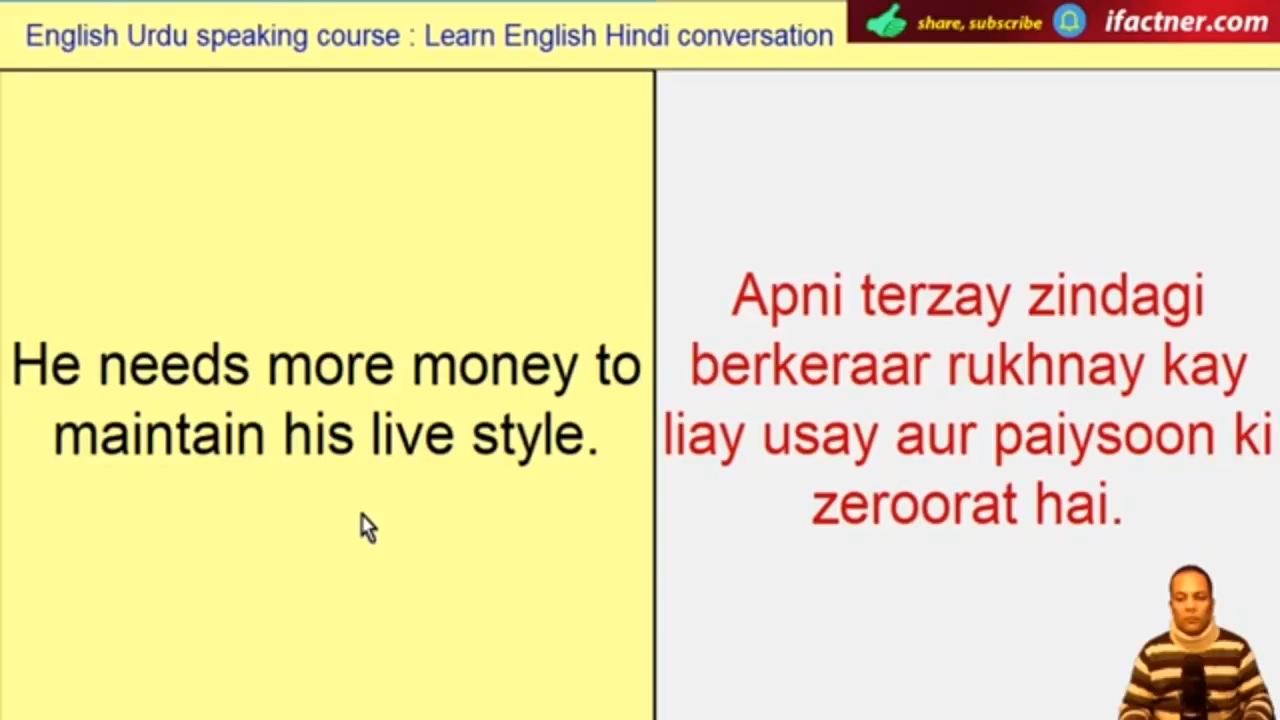 English Urdu speaking course : Learn English Hindi conversation
share, subscribe
ifactner.com
He needs more money to
maintain his live style.
Apni terzay zindagi
berkeraar rukhnay kay
liay usay aur paiysoon ki
zeroorat hai.